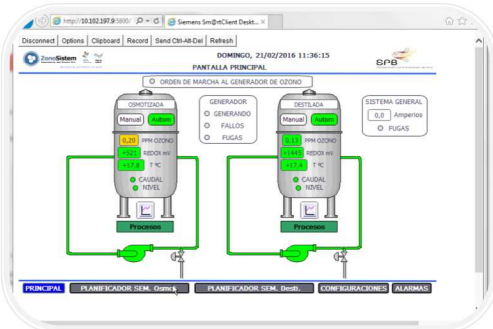 http://10.102.197.9:5800/
Siemens Sm@rtClient Deskt...
Disconnect Options Clipboard Record Send Ctrl-Alt-Del Refresh
ZonoSistem
DOMINGO, 21/02/2016 11:36:15
PANTALLA PRINCIPAL
SPB
ORDEN DE MARCHA AL GENERADOR DE OZONO
OSMOTIZADA
Manual Autom
0,20 PPM OZONO
+521 REDOX mV
+17,8 T ºC
CAUDAL
NIVEL
Procesos
GENERADOR
GENERANDO
FALLOS
FUGAS
DESTILADA
Manual Autom
0,13 PPM OZONO
+1445 REDOX mV
+17,4 T ºC
CAUDAL
NIVEL
Procesos
SISTEMA GENERAL
0,0 Amperios
FUGAS
PRINCIPAL PLANIFICADOR SEM. Osmot. PLANIFICADOR SEM. Desti. CONFIGURACIONES ALARMAS